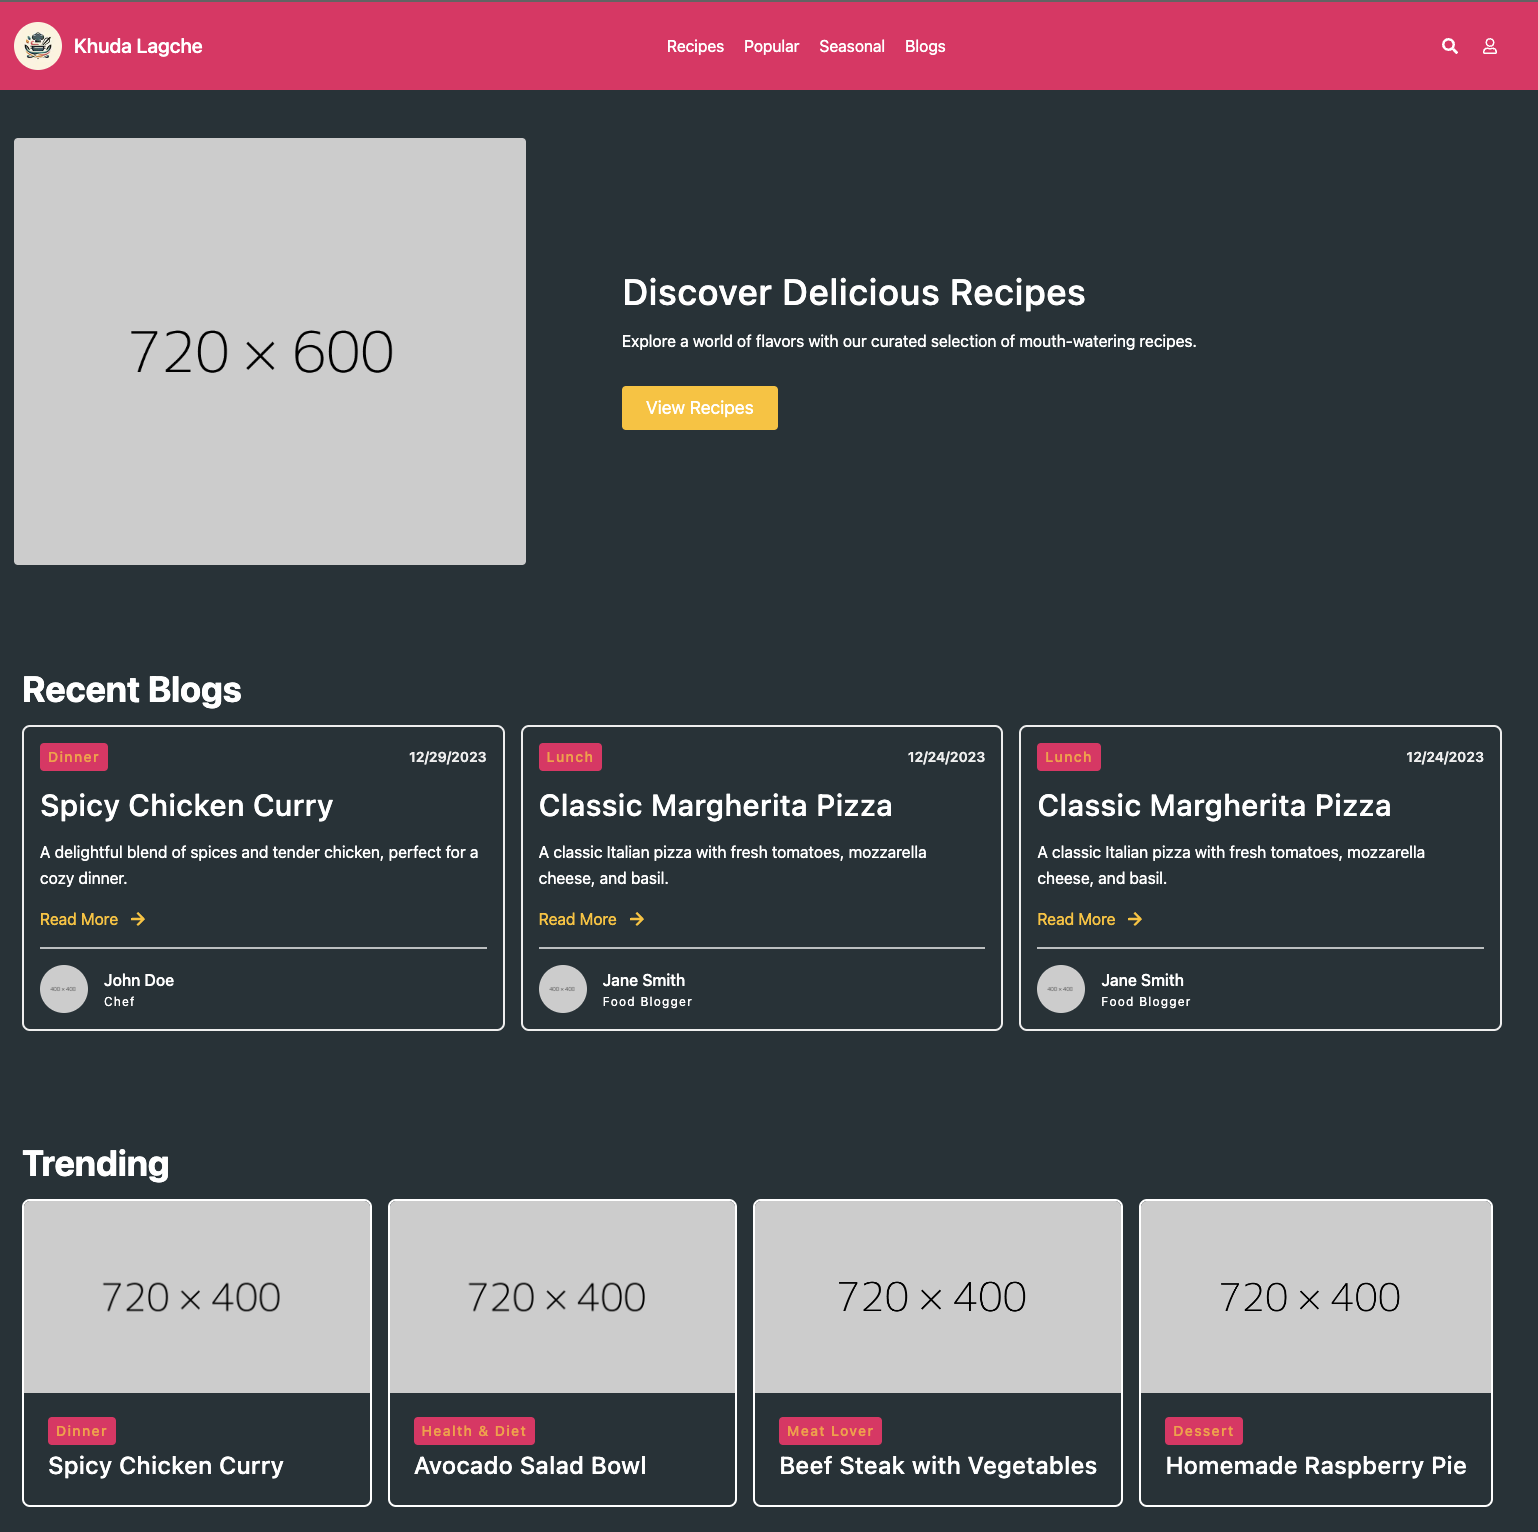 Khuda Lagche
Recipes Popular Seasonal Blogs
720 × 600
Discover Delicious Recipes
Explore a world of flavors with our curated selection of mouth-watering recipes.
View Recipes
Recent Blogs
Dinner 12/29/2023
Spicy Chicken Curry
A delightful blend of spices and tender chicken, perfect for a
cozy dinner.
Read More
400 × 400
John Doe
Chef
Lunch 12/24/2023
Classic Margherita Pizza
A classic Italian pizza with fresh tomatoes, mozzarella
cheese, and basil.
Read More
400 × 400
Jane Smith
Food Blogger
Lunch 12/24/2023
Classic Margherita Pizza
A classic Italian pizza with fresh tomatoes, mozzarella
cheese, and basil.
Read More
400 × 400
Jane Smith
Food Blogger
Trending
720 × 400
Dinner
Spicy Chicken Curry
720 × 400
Health & Diet
Avocado Salad Bowl
720 × 400
Meat Lover
Beef Steak with Vegetables
720 × 400
Dessert
Homemade Raspberry Pie